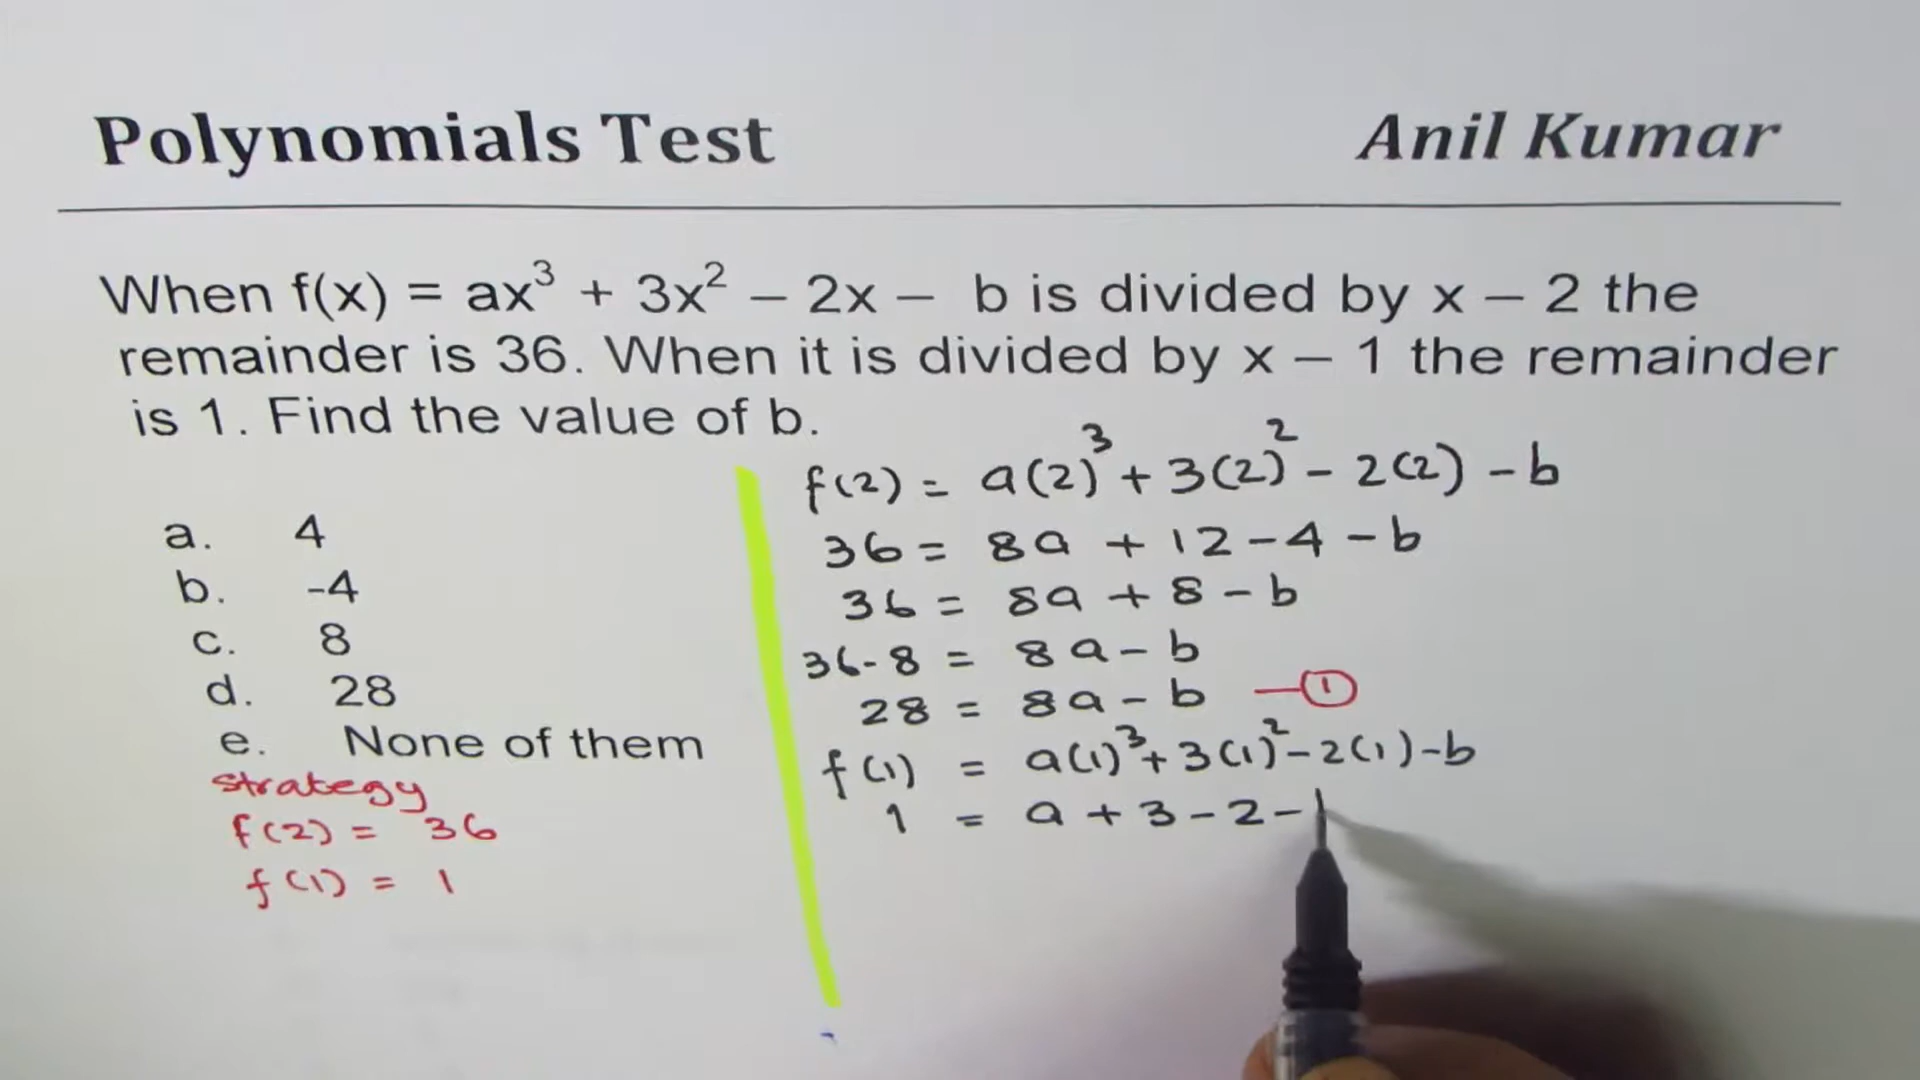 Polynomials Test
Anil Kumar
When f(x) = ax³ + 3x² – 2x – b is divided by x – 2 the
remainder is 36. When it is divided by x – 1 the remainder
is 1. Find the value of b.
a. 4
b. -4
c. 8
d. 28
e. None of them
strategy
f(2) = 36
f(1) = 1
f(2) = a(2)³ + 3(2)² - 2(2) - b
36 = 8a + 12 - 4 - b
36 = 8a + 8 - b
36-8 = 8a - b
28 = 8a - b —①
f(1) = a(1)³ + 3(1)² - 2(1) - b
1 = a + 3 - 2 -